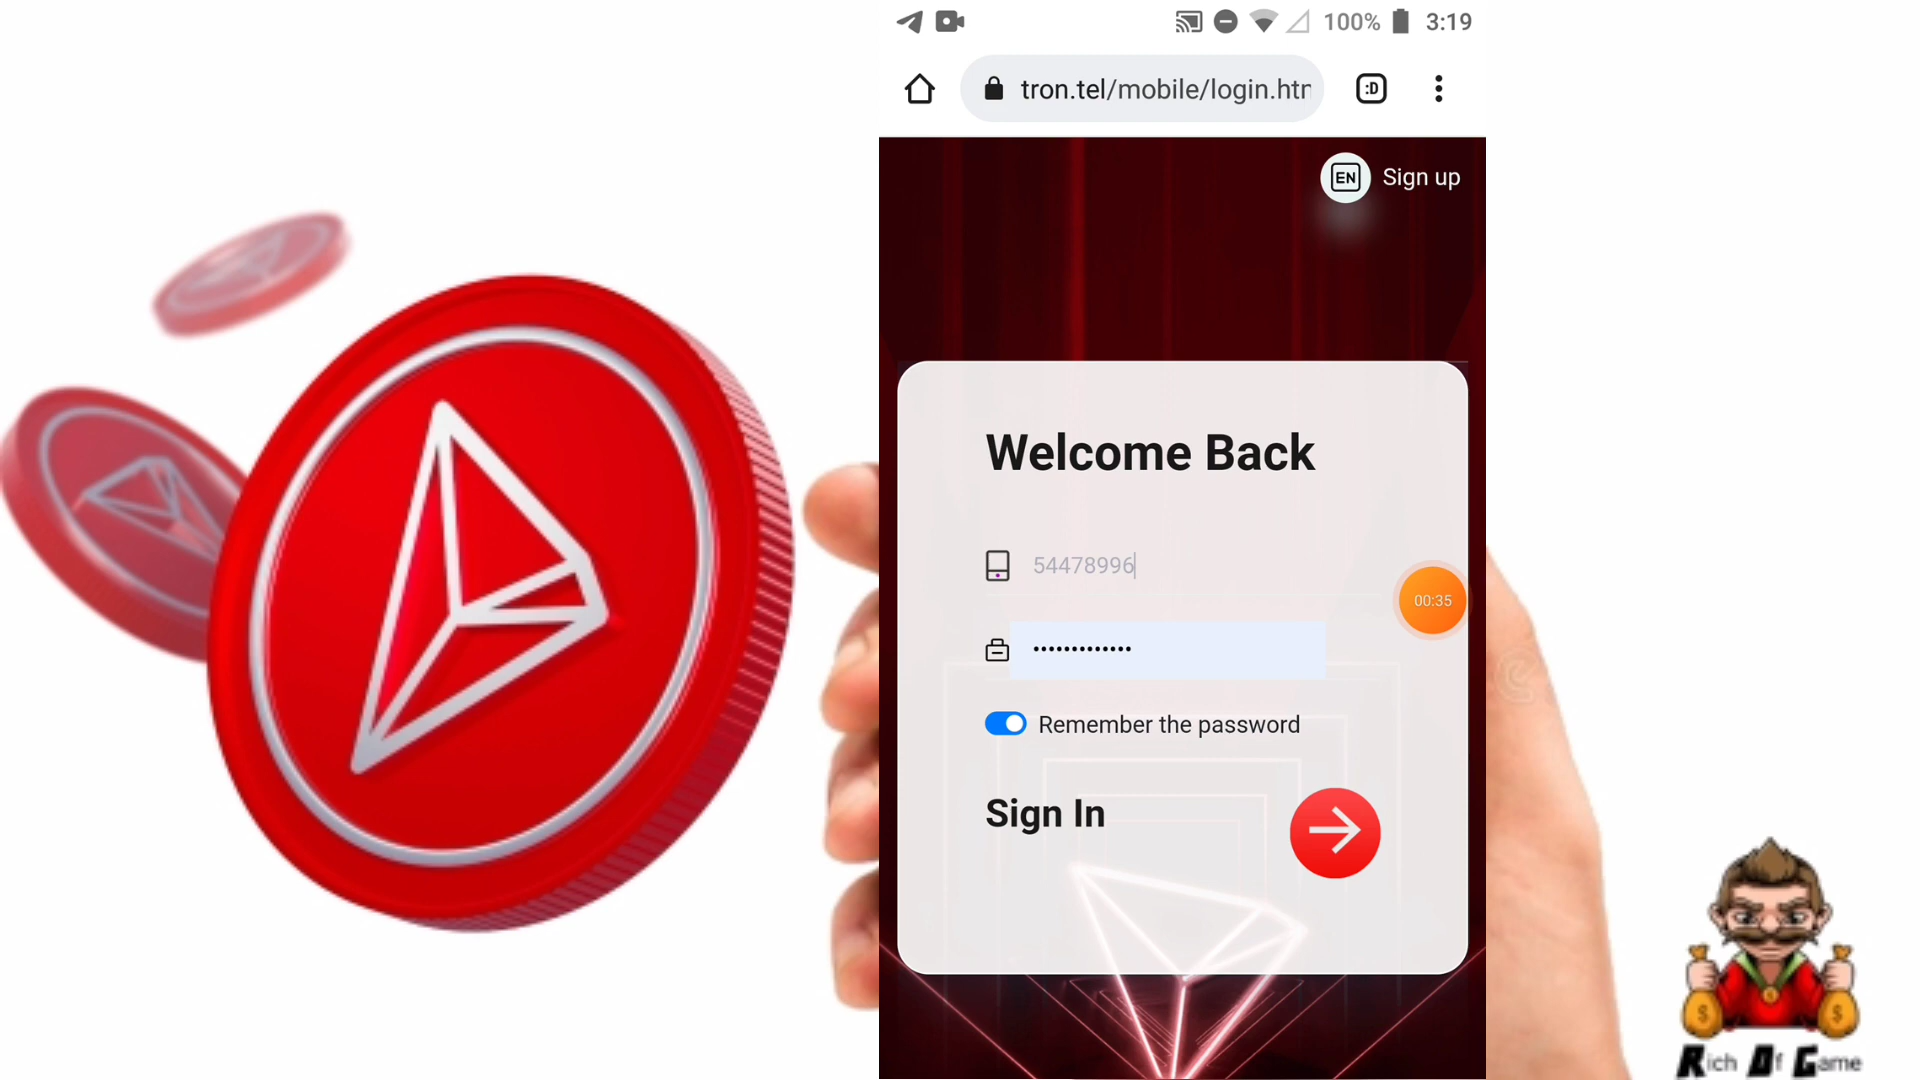 100% 3:19
tron.tel/mobile/login.htm :D
EN Sign up
Welcome Back
54478996
00:35
•••••••••••••
Remember the password
Sign In
$ $
Rich Of Game